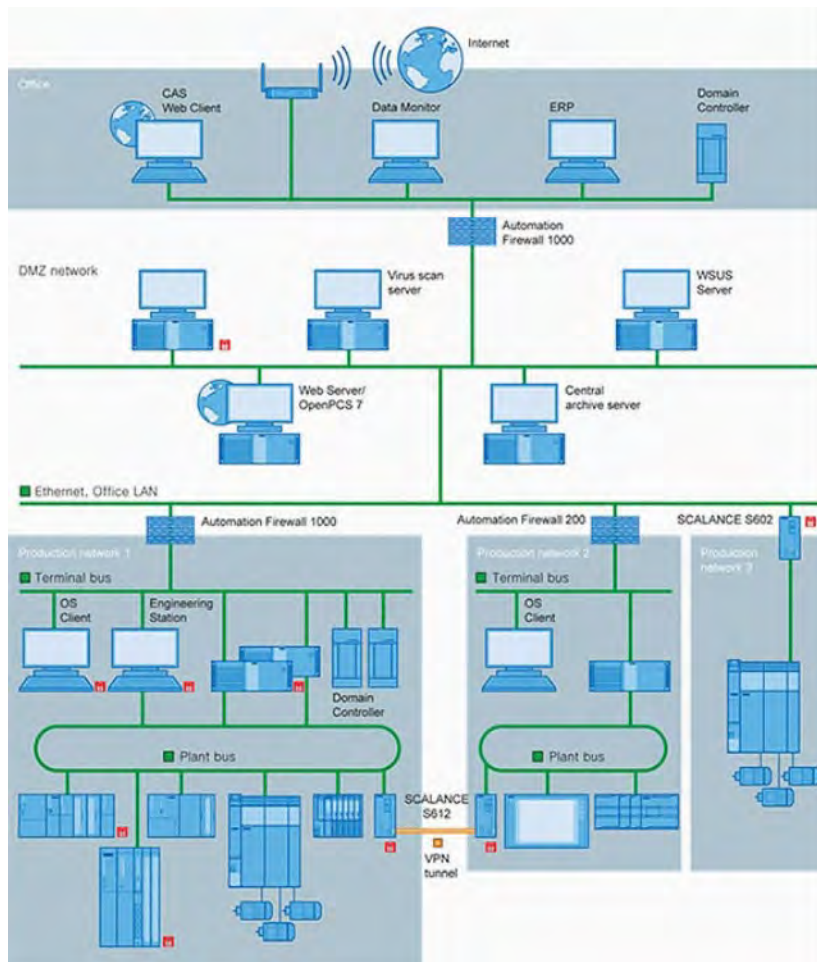 Internet
Office
CAS
Web Client
Data Monitor
ERP
Domain
Controller
Automation
Firewall 1000
DMZ network
Virus scan
server
WSUS
Server
Web Server/
OpenPCS 7
Central
archive server
Ethernet, Office LAN
Automation Firewall 1000
Automation Firewall 200
SCALANCE S602
Production network 1
Production network 2
Production
network 3
Terminal bus
Terminal bus
OS
Client
Engineering
Station
OS
Client
Domain
Controller
Plant bus
Plant bus
SCALANCE
S612
VPN
tunnel